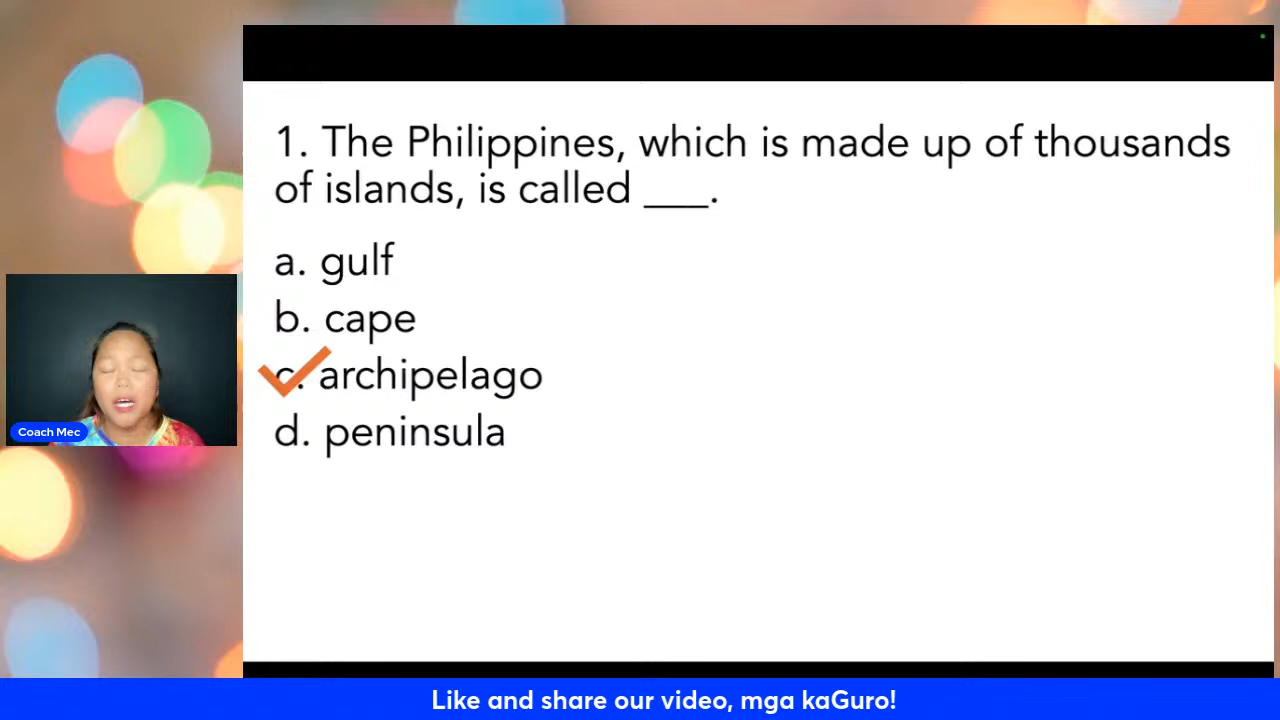 1. The Philippines, which is made up of thousands
of islands, is called ___.
a. gulf
b. cape
c. archipelago
d. peninsula
Coach Mec
Like and share our video, mga kaGuro!